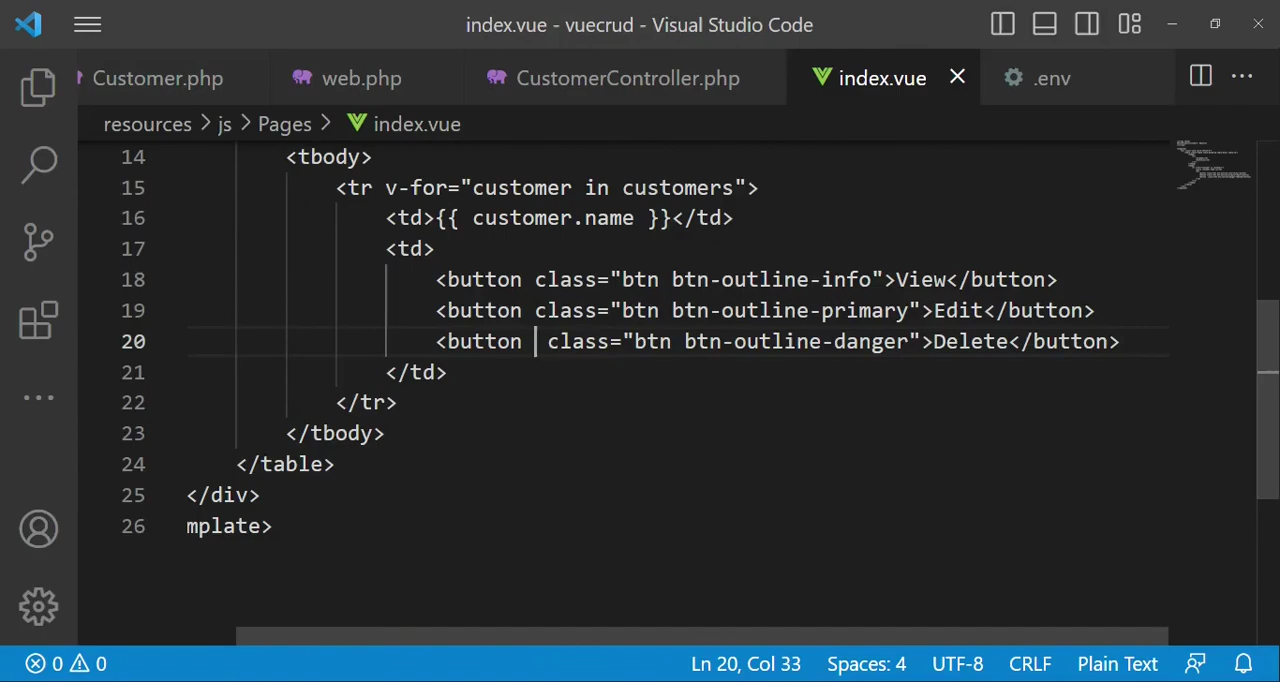 index.vue - vuecrud - Visual Studio Code
Customer.php web.php CustomerController.php index.vue .env
resources > js > Pages > index.vue
14 <tbody>
15 <tr v-for="customer in customers">
16 <td>{{ customer.name }}</td>
17 <td>
18 <button class="btn btn-outline-info">View</button>
19 <button class="btn btn-outline-primary">Edit</button>
20 <button  class="btn btn-outline-danger">Delete</button>
21 </td>
22 </tr>
23 </tbody>
24 </table>
25 </div>
26 mplate>
0 0 Ln 20, Col 33 Spaces: 4 UTF-8 CRLF Plain Text